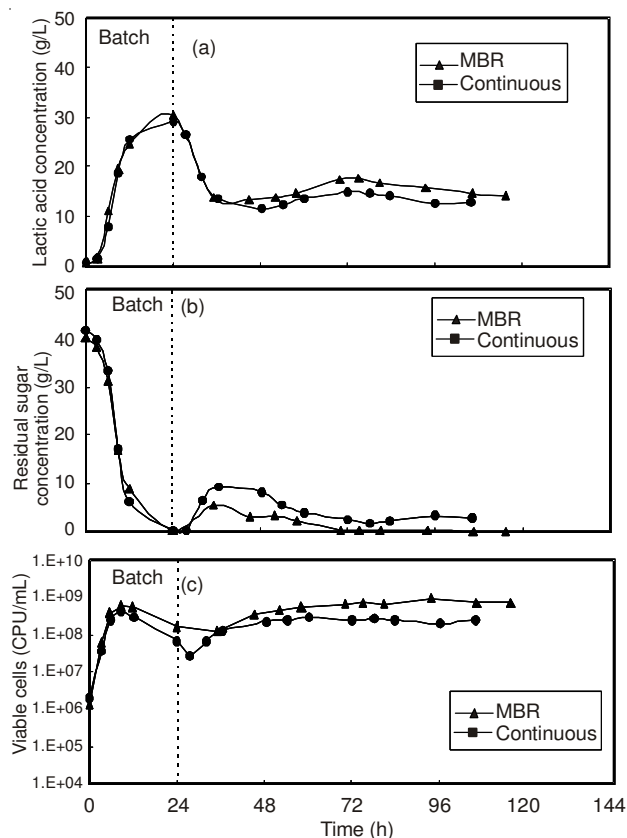 50
Batch
(a)
MBR
Continuous
40
30
20
10
0
Lactic acid concentration (g/L)
50
Batch
(b)
MBR
Continuous
40
30
20
10
0
Residual sugar
concentration (g/L)
1.E+10
Batch
(c)
1.E+09
1.E+08
1.E+07
1.E+06
1.E+05
1.E+04
MBR
Continuous
Viable cells (CPU/mL)
0 24 48 72 96 120 144
Time (h)